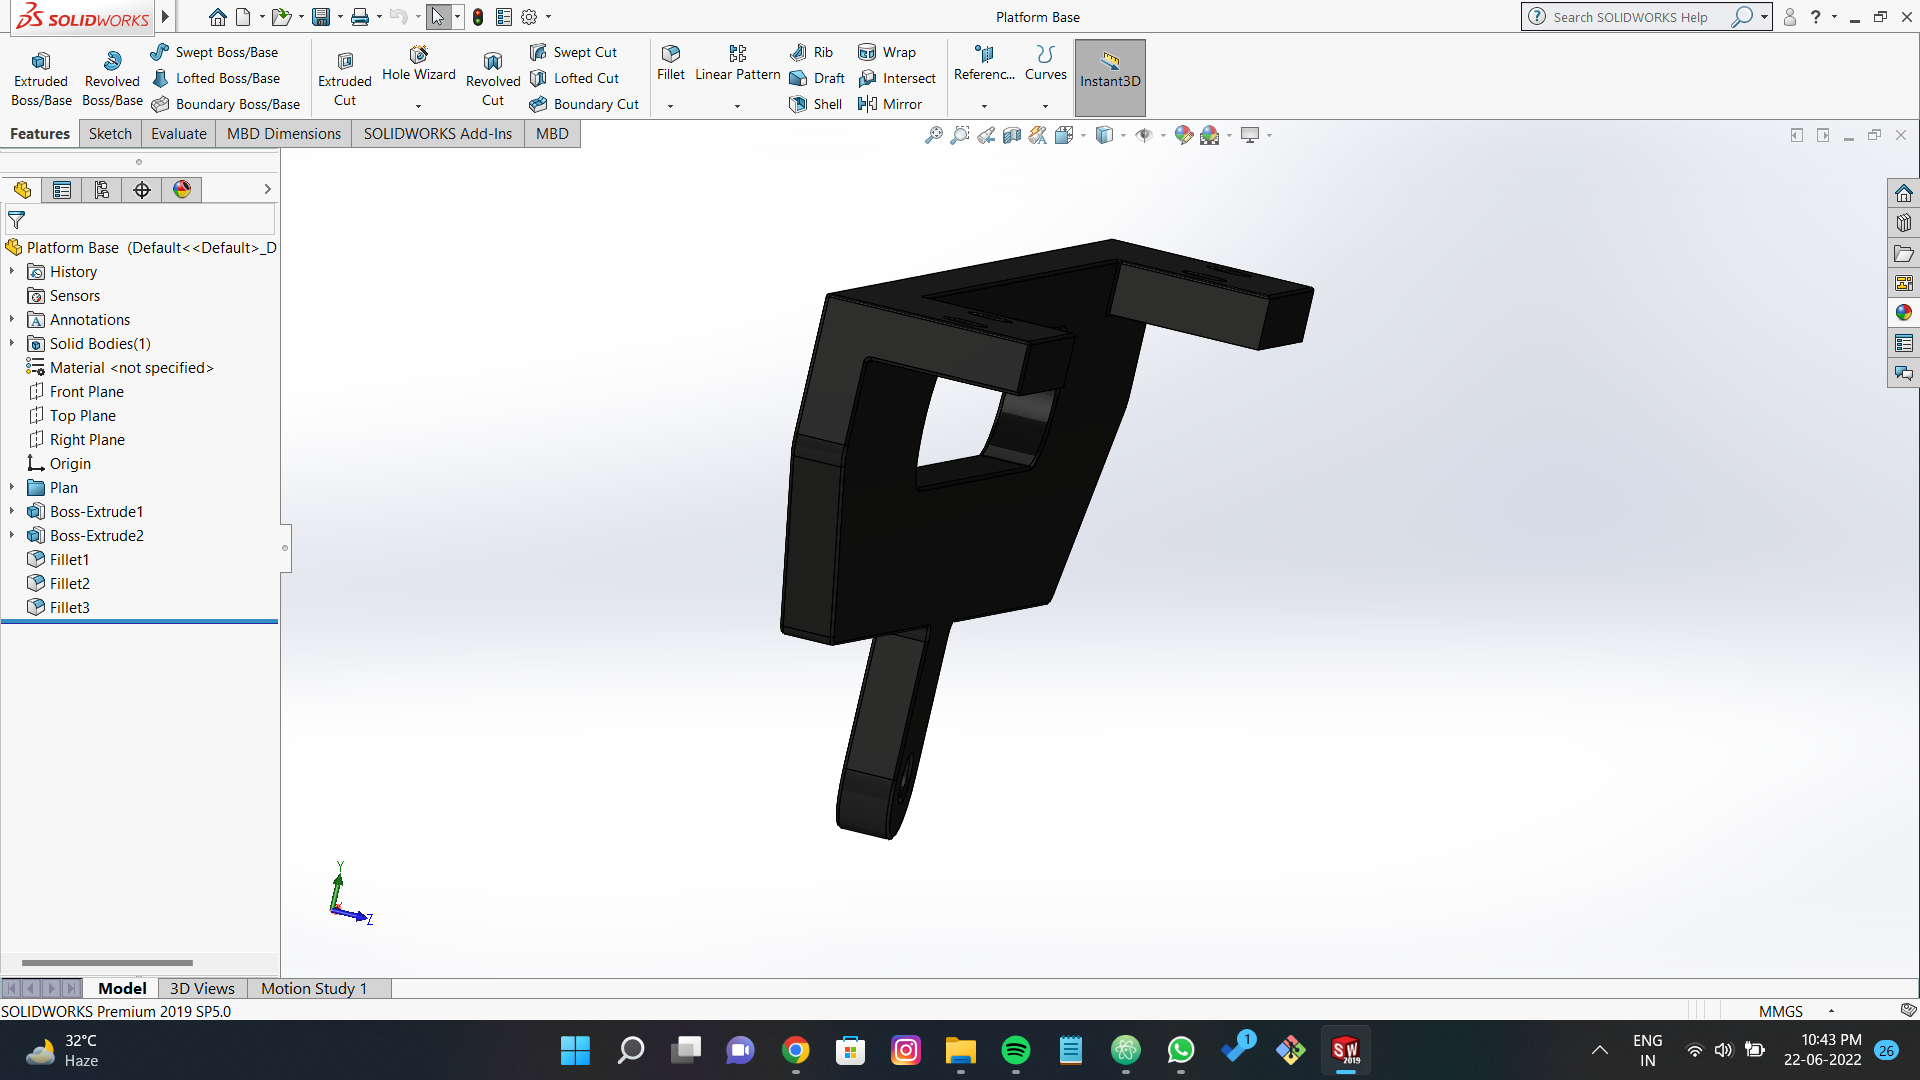 SOLIDWORKS
Platform Base
Search SOLIDWORKS Help
Extruded Boss/Base
Revolved Boss/Base
Swept Boss/Base
Lofted Boss/Base
Boundary Boss/Base
Extruded Cut
Hole Wizard
Revolved Cut
Swept Cut
Lofted Cut
Boundary Cut
Fillet
Linear Pattern
Rib
Draft
Shell
Wrap
Intersect
Mirror
Referenc...
Curves
Instant3D
Features
Sketch
Evaluate
MBD Dimensions
SOLIDWORKS Add-Ins
MBD
Platform Base (Default<<Default>_D
History
Sensors
Annotations
Solid Bodies(1)
Material <not specified>
Front Plane
Top Plane
Right Plane
Origin
Plan
Boss-Extrude1
Boss-Extrude2
Fillet1
Fillet2
Fillet3
Y
Z
Model
3D Views
Motion Study 1
SOLIDWORKS Premium 2019 SP5.0
MMGS
32°C
Haze
1
SW
2019
ENG
IN
10:43 PM
22-06-2022
26